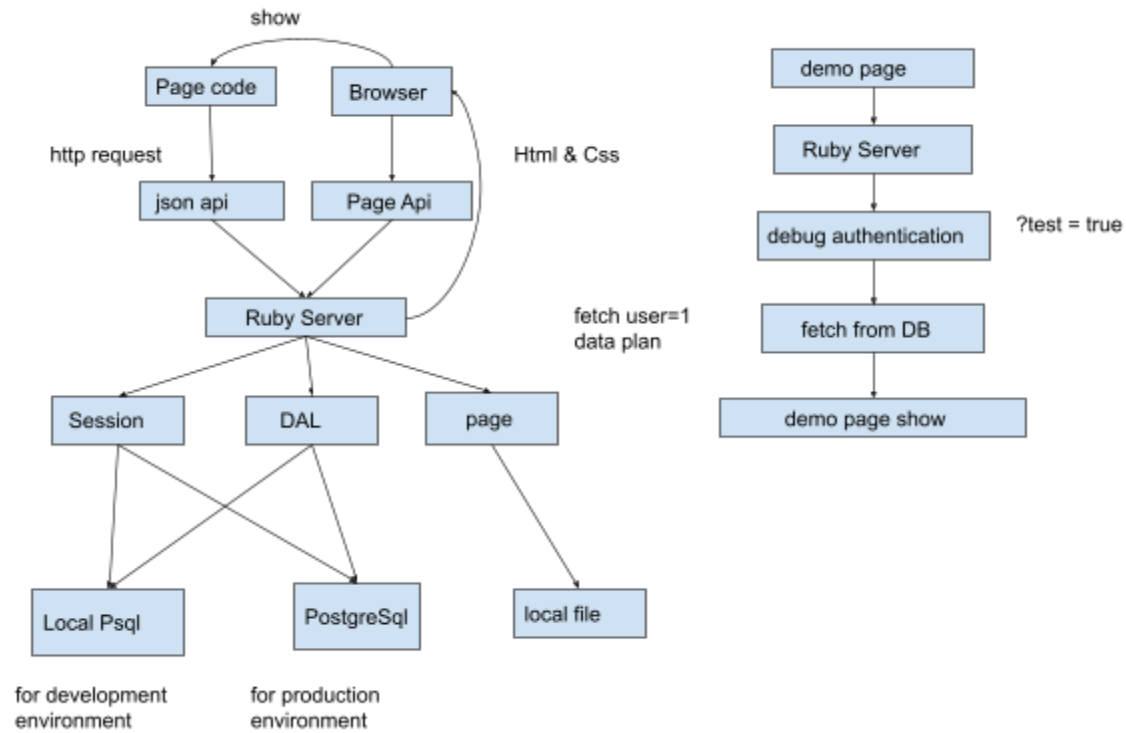 show
Page code
Browser
http request
Html & Css
json api
Page Api
Ruby Server
fetch user=1
data plan
Session
DAL
page
Local Psql
PostgreSql
local file
for development
environment
for production
environment
demo page
Ruby Server
debug authentication
?test = true
fetch from DB
demo page show